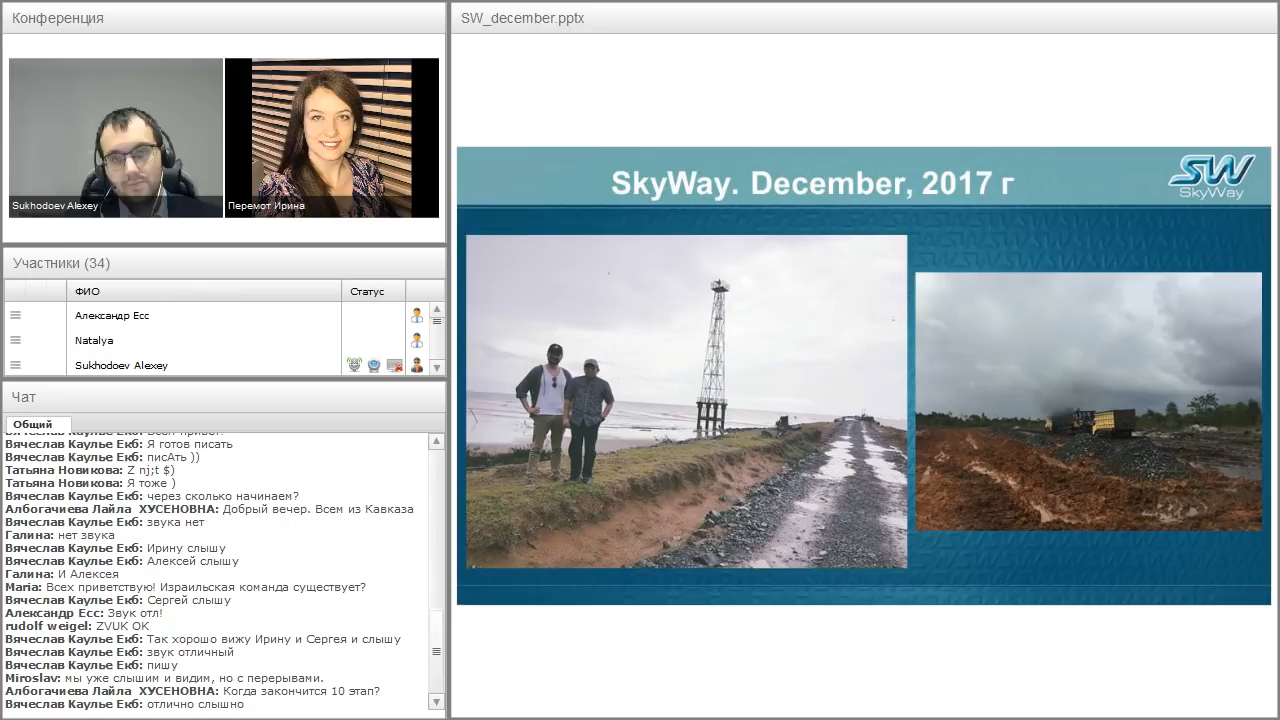 Конференция
Sukhodoev Alexey
Перемот Ирина
Участники (34)
ФИО Статус
Александр Есс
Natalya
Sukhodoev Alexey
Чат
Общий
Вячеслав Каулье Екб: Я готов писать
Вячеслав Каулье Екб: писАть ))
Татьяна Новикова: Z nj;t $)
Татьяна Новикова: Я тоже )
Вячеслав Каулье Екб: через сколько начинаем?
Албогачиева Лайла ХУСЕНОВНА: Добрый вечер. Всем из Кавказа
Вячеслав Каулье Екб: звука нет
Галина: нет звука
Вячеслав Каулье Екб: Ирину слышу
Вячеслав Каулье Екб: Алексей слышу
Галина: И Алексея
Maria: Всех приветствую! Израильская команда существует?
Вячеслав Каулье Екб: Сергей слышу
Александр Есс: Звук отл!
rudolf weigel: ZVUK OK
Вячеслав Каулье Екб: Так хорошо вижу Ирину и Сергея и слышу
Вячеслав Каулье Екб: звук отличный
Вячеслав Каулье Екб: пишу
Miroslav: мы уже слышим и видим, но с перерывами.
Албогачиева Лайла ХУСЕНОВНА: Когда закончится 10 этап?
Вячеслав Каулье Екб: отлично слышно
SW_december.pptx
SkyWay. December, 2017 г
SW
SkyWay